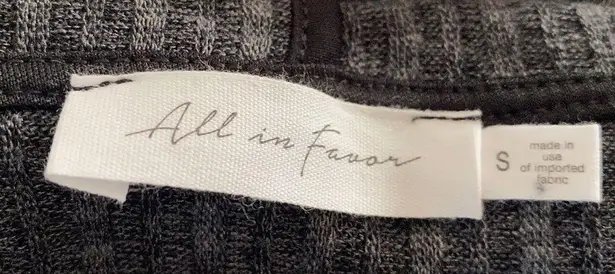 All in Favor
S
made in
usa
of imported
fabric